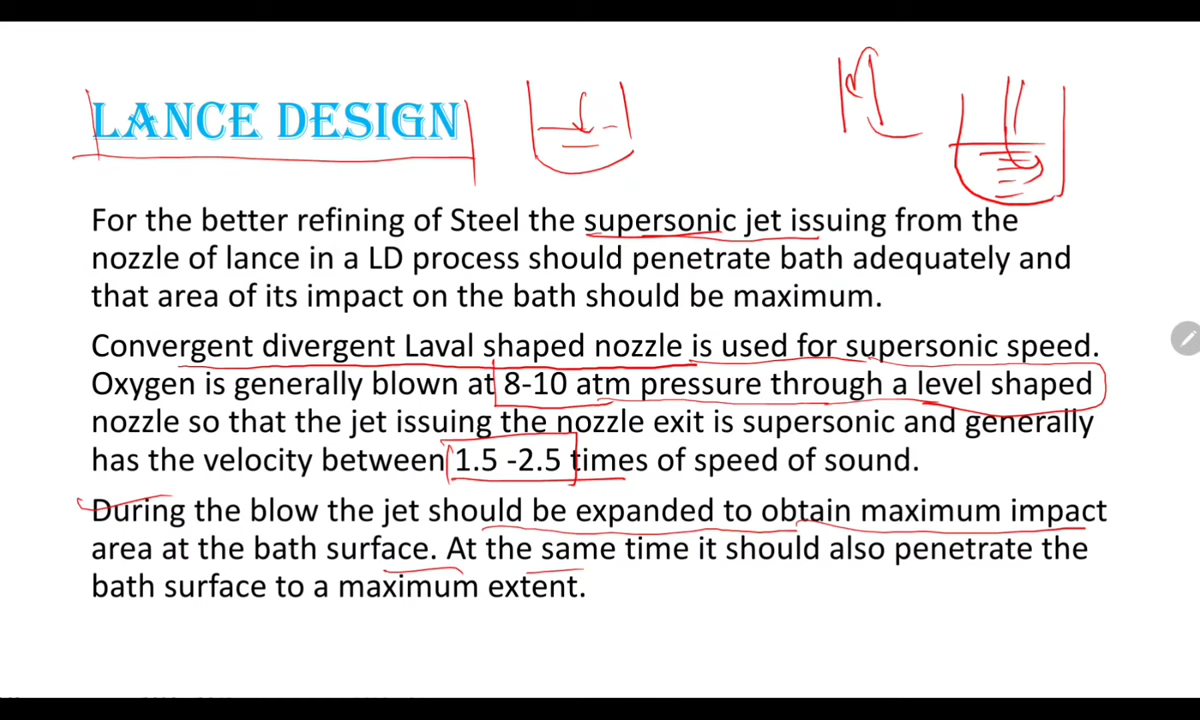 LANCE DESIGN
For the better refining of Steel the supersonic jet issuing from the
nozzle of lance in a LD process should penetrate bath adequately and
that area of its impact on the bath should be maximum.
Convergent divergent Laval shaped nozzle is used for supersonic speed.
Oxygen is generally blown at 8-10 atm pressure through a level shaped
nozzle so that the jet issuing the nozzle exit is supersonic and generally
has the velocity between 1.5 -2.5 times of speed of sound.
During the blow the jet should be expanded to obtain maximum impact
area at the bath surface. At the same time it should also penetrate the
bath surface to a maximum extent.